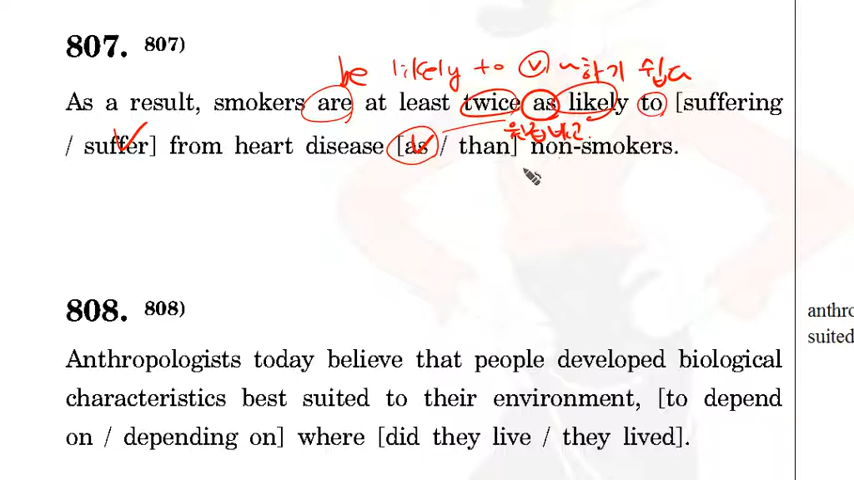 807. 807)
be likely to ⓥ ~하기 쉽다
As a result, smokers are at least twice as likely to [suffering
원급비교
/ suffer] from heart disease [as / than] non-smokers.
808. 808)
anthro
suited
Anthropologists today believe that people developed biological
characteristics best suited to their environment, [to depend
on / depending on] where [did they live / they lived].